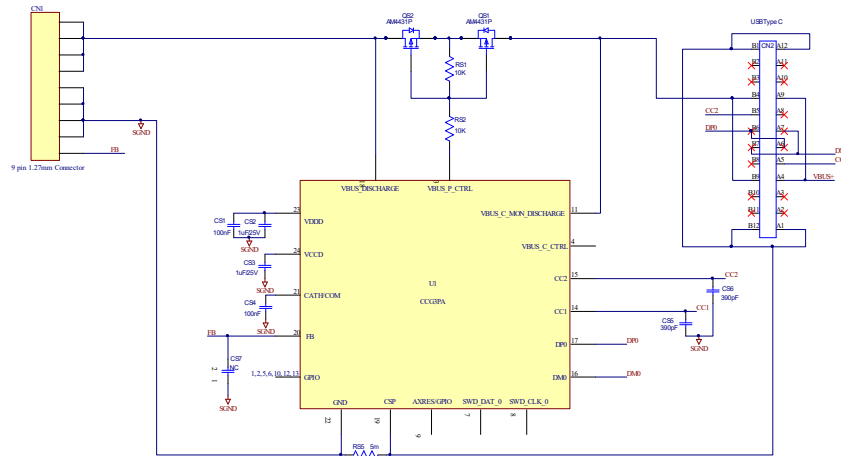 CN1
QS2
AM4431P
QS1
AM4431P
USBType C
B1 CN2 A12
B2 A11
B3 A10
RS1
10K
B4 A9
CC2 B5 A8
DP0 B6 A7
RS2
10K
SGND
B7 A6
FB
B8 A5
9 pin 1.27mm Connector
B9 A4 VBUS+
VBUS_DISCHARGE VBUS_P_CTRL 3
B10 A3
B11 A2
B12 A1
CS1
100nF
CS2
1uF/25V
23 VDDD
VBUS_C_MON_DISCHARGE 11
SGND
VBUS_C_CTRL 4
SGND
24 VCCD
CS3
1uF/25V
SGND
U1
CCG3PA
CC2 15 CC2
CS6
390pF
21 CATH/COM
CS4
100nF
SGND
CC1 14 CC1
CS5
390pF
SGND
FB 20 FB
DP0 17 DP0
CS7
NC
2
1
SGND
1, 2, 5, 6, 10, 12, 13 GPIO
DM0 16 DM0
GND CSP AXRES/GPIO SWD_DAT_0 SWD_CLK_0
22 19 9 7 8
RS5 5m